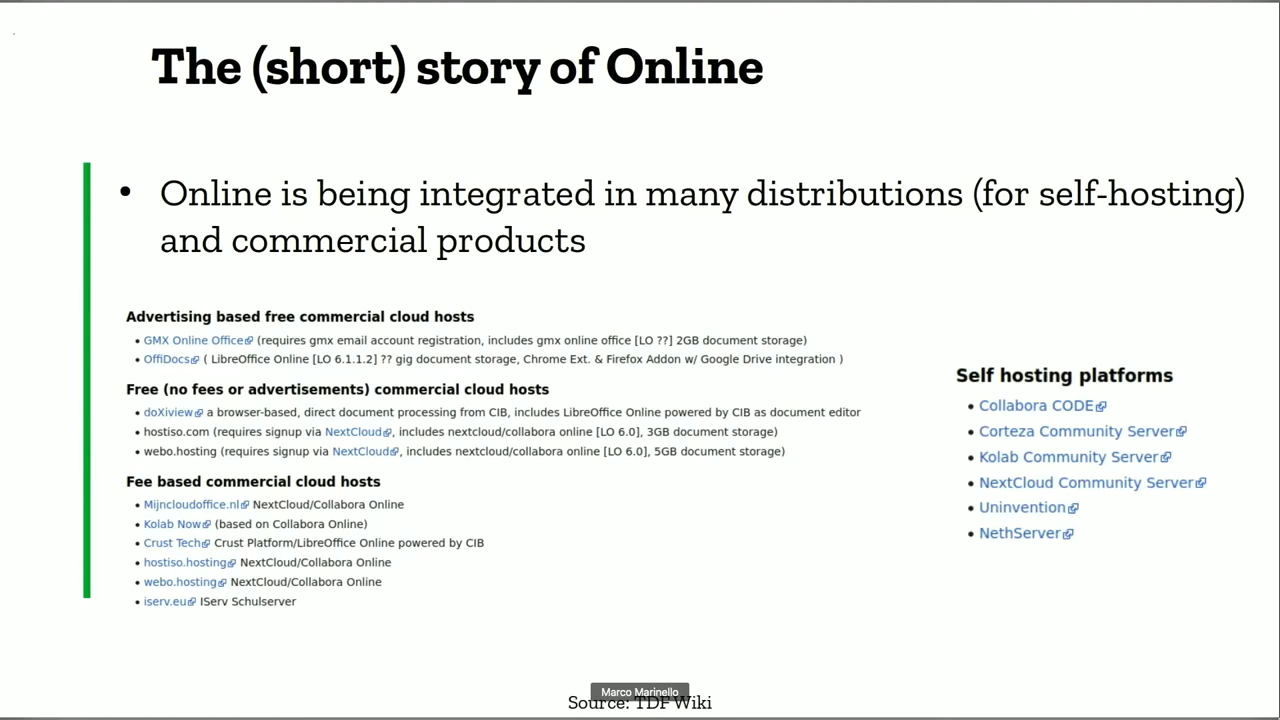 The (short) story of Online
• Online is being integrated in many distributions (for self-hosting)
and commercial products
Advertising based free commercial cloud hosts
• GMX Online Office (requires gmx email account registration, includes gmx online office [LO ??] 2GB document storage)
• OffiDocs ( LibreOffice Online [LO 6.1.1.2] ?? gig document storage, Chrome Ext. & Firefox Addon w/ Google Drive integration )
Free (no fees or advertisements) commercial cloud hosts
• doXiview a browser-based, direct document processing from CIB, includes LibreOffice Online powered by CIB as document editor
• hostiso.com (requires signup via NextCloud, includes nextcloud/collabora online [LO 6.0], 3GB document storage)
• webo.hosting (requires signup via NextCloud, includes nextcloud/collabora online [LO 6.0], 5GB document storage)
Fee based commercial cloud hosts
• Mijncloudoffice.nl NextCloud/Collabora Online
• Kolab Now (based on Collabora Online)
• Crust Tech Crust Platform/LibreOffice Online powered by CIB
• hostiso.hosting NextCloud/Collabora Online
• webo.hosting NextCloud/Collabora Online
• iserv.eu IServ Schulserver
Self hosting platforms
• Collabora CODE
• Corteza Community Server
• Kolab Community Server
• NextCloud Community Server
• Uninvention
• NethServer
Marco Marinello
Source: TDF Wiki